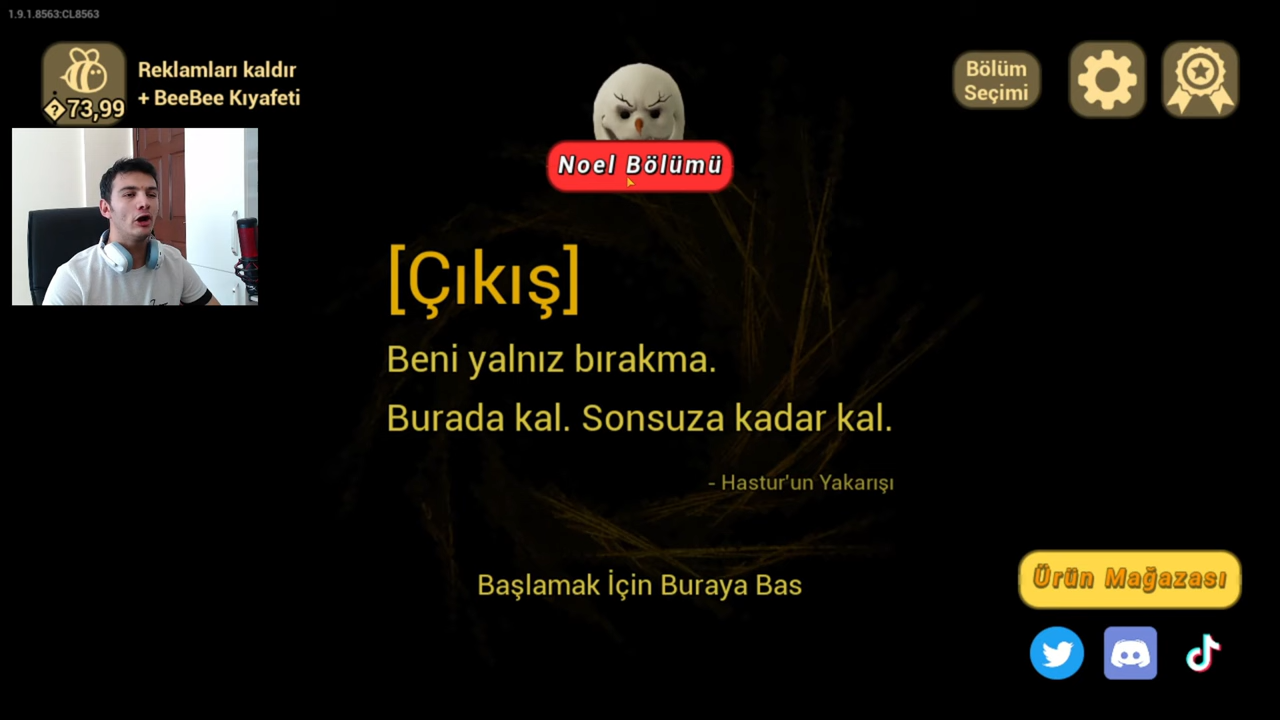 1.9.1.8563:CL8563
Reklamları kaldır
+ BeeBee Kıyafeti
?
73,99
Bölüm
Seçimi
Noel Bölümü
[Çıkış]
Beni yalnız bırakma.
Burada kal. Sonsuza kadar kal.
- Hastur'un Yakarışı
Başlamak İçin Buraya Bas
Ürün Mağazası